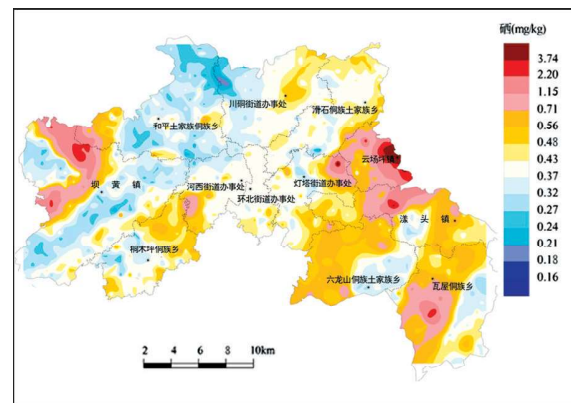 硒(mg/kg)
3.74
2.20
1.15
0.71
0.56
0.48
0.43
0.37
0.32
0.27
0.24
0.21
0.18
0.16
川硐街道办事处
滑石侗族土家族乡
和平土家族侗族乡
云场坪镇
坝黄镇
河西街道办事处
灯塔街道办事处
环北街道办事处
漾头镇
桐木坪侗族乡
六龙山侗族土家族乡
瓦屋侗族乡
2 4 6 8 10km